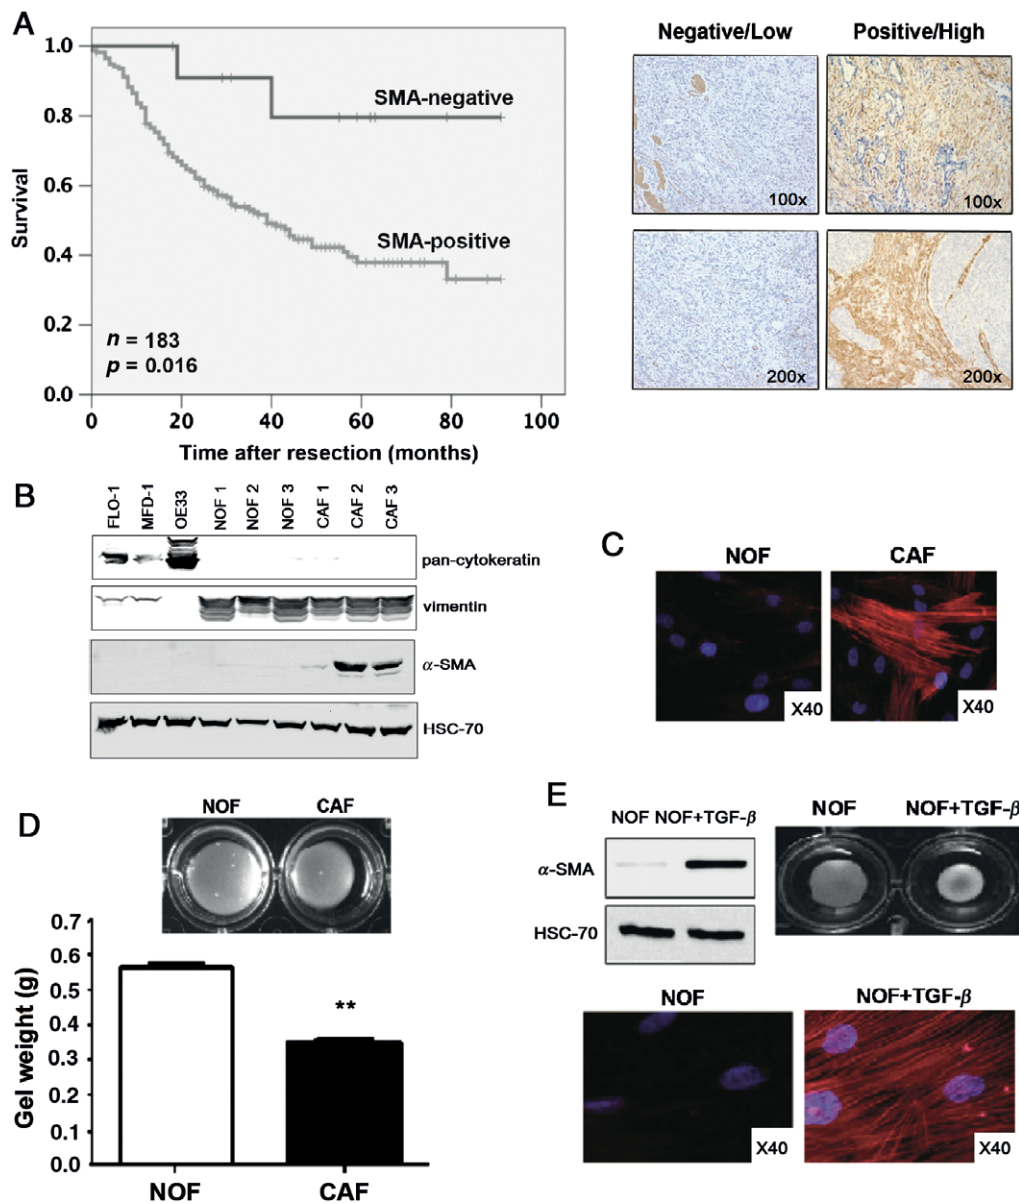 A
1.0
0.8
0.6
0.4
0.2
0.0
Survival
SMA-negative
SMA-positive
n = 183
p = 0.016
0 20 40 60 80 100
Time after resection (months)
Negative/Low Positive/High
100x 100x
200x 200x
B
FLO-1 MFD-1 OE33 NOF 1 NOF 2 NOF 3 CAF 1 CAF 2 CAF 3
pan-cytokeratin
vimentin
α-SMA
HSC-70
C
NOF CAF
X40 X40
D
NOF CAF
0.7
0.6
0.5
0.4
0.3
0.2
0.1
0.0
Gel weight (g)
**
NOF CAF
E
NOF NOF+TGF-β
α-SMA
HSC-70
NOF NOF+TGF-β
NOF NOF+TGF-β
X40 X40